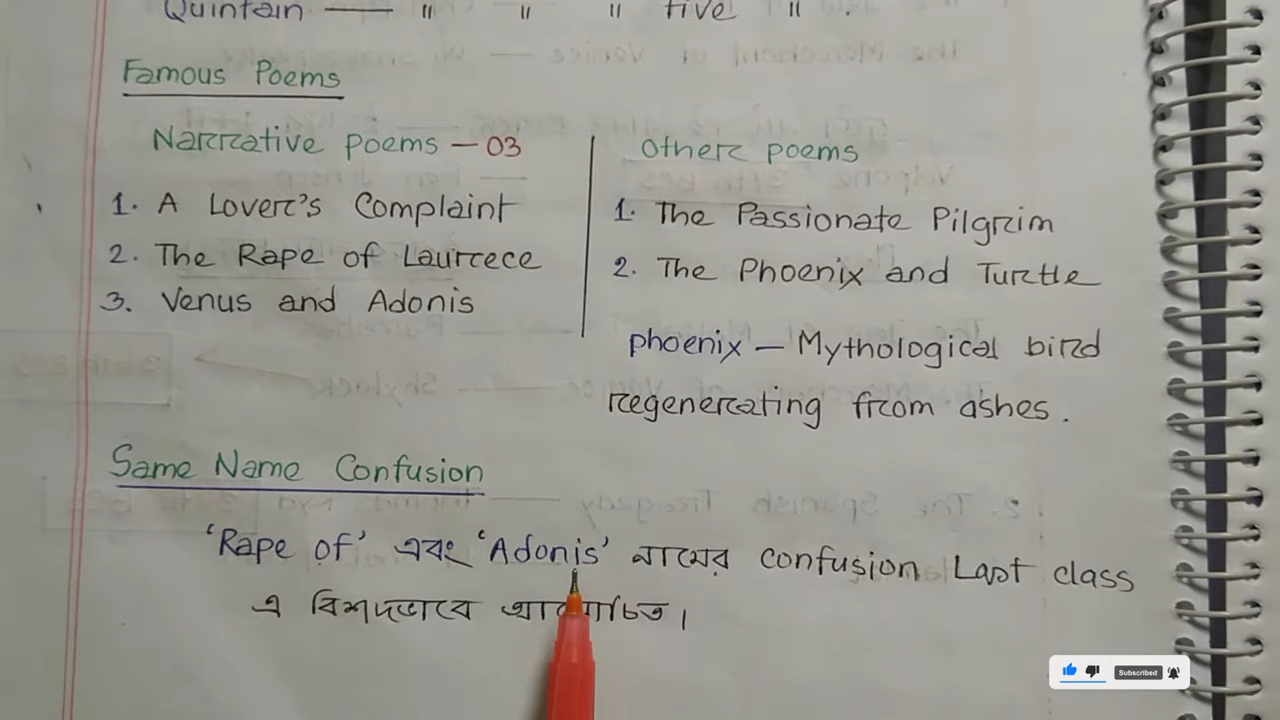 Quintain —— " " " five " .
Famous Poems
Narrative poems — 03
1. A Lover's Complaint
2. The Rape of Laurece
3. Venus and Adonis
Other poems
1. The Passionate Pilgrim
2. The Phoenix and Turtle
phoenix — Mythological bird
regenerating from ashes.
Same Name Confusion
'Rape of' এবং 'Adonis' নামের confusion Last class
এ বিশদভাবে আলোচিত।
Subscribed